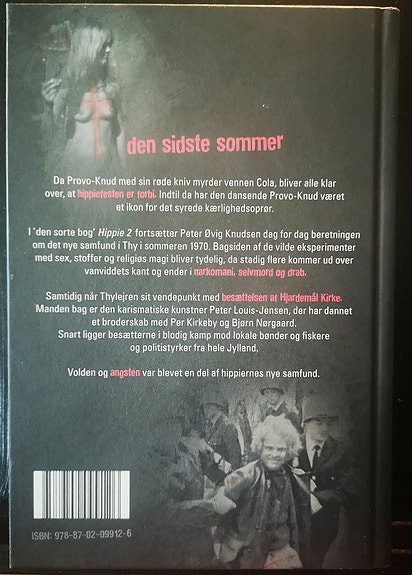 den sidste sommer
Da Provo-Knud med sin røde kniv myrder vennen Cola, bliver alle klar
over, at hippiefesten er forbi. Indtil da har den dansende Provo-Knud været
et ikon for det syrede kærlighedsoprør.
I 'den sorte bog' Hippie 2 fortsætter Peter Øvig Knudsen dag for dag beretningen
om det nye samfund i Thy i sommeren 1970. Bagsiden af de vilde eksperimenter
med sex, stoffer og religiøs magi bliver tydelig, da stadig flere kommer ud over
vanviddets kant og ender i narkomani, selvmord og drab.
Samtidig når Thylejren sit vendepunkt med besættelsen af Hjardemål Kirke.
Manden bag er den karismatiske kunstner Peter Louis-Jensen, der har dannet
et broderskab med Per Kirkeby og Bjørn Nørgaard.
Snart ligger besætterne i blodig kamp med lokale bønder og fiskere
og politistyrker fra hele Jylland.
Volden og angsten var blevet en del af hippiernes nye samfund.
ISBN: 978-87-02-09912-6